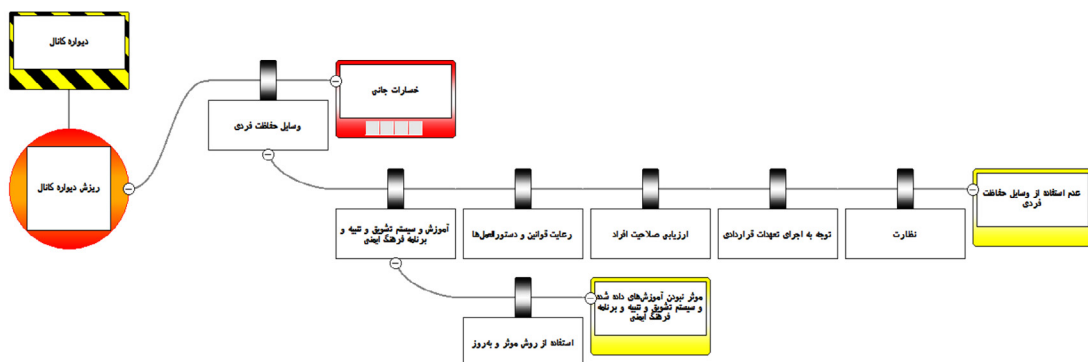 دیواره کانال
ریزش دیواره کانال
وسایل حفاظت فردی
خسارات جانی
آموزش و سیستم تشویق و تنبیه و
برنامه فرهنگ ایمنی
رعایت قوانین و دستورالعمل‌ها
ارزیابی صلاحیت افراد
توجه به اجرای تعهدات قراردادی
نظارت
عدم استفاده از وسایل حفاظت
فردی
استفاده از روش موثر و به‌روز
موثر نبودن آموزش‌های داده شده
و سیستم تشویق و تنبیه و برنامه
فرهنگ ایمنی